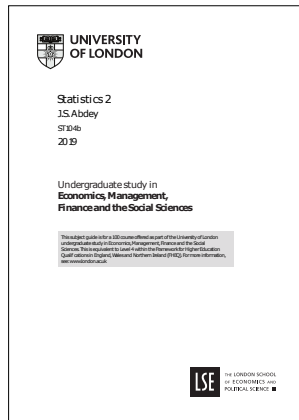 UNIVERSITY
OF LONDON
Statistics 2
J.S. Abdey
ST104b
2019
Undergraduate study in
Economics, Management,
Finance and the Social Sciences
This subject guide is for a 100 course offered as part of the University of London
undergraduate study in Economics, Management, Finance and the Social
Sciences. This is equivalent to Level 4 within the Framework for Higher Education
Qualifications in England, Wales and Northern Ireland (FHEQ). For more information,
see: www.london.ac.uk
LSE
THE LONDON SCHOOL
OF ECONOMICS AND
POLITICAL SCIENCE